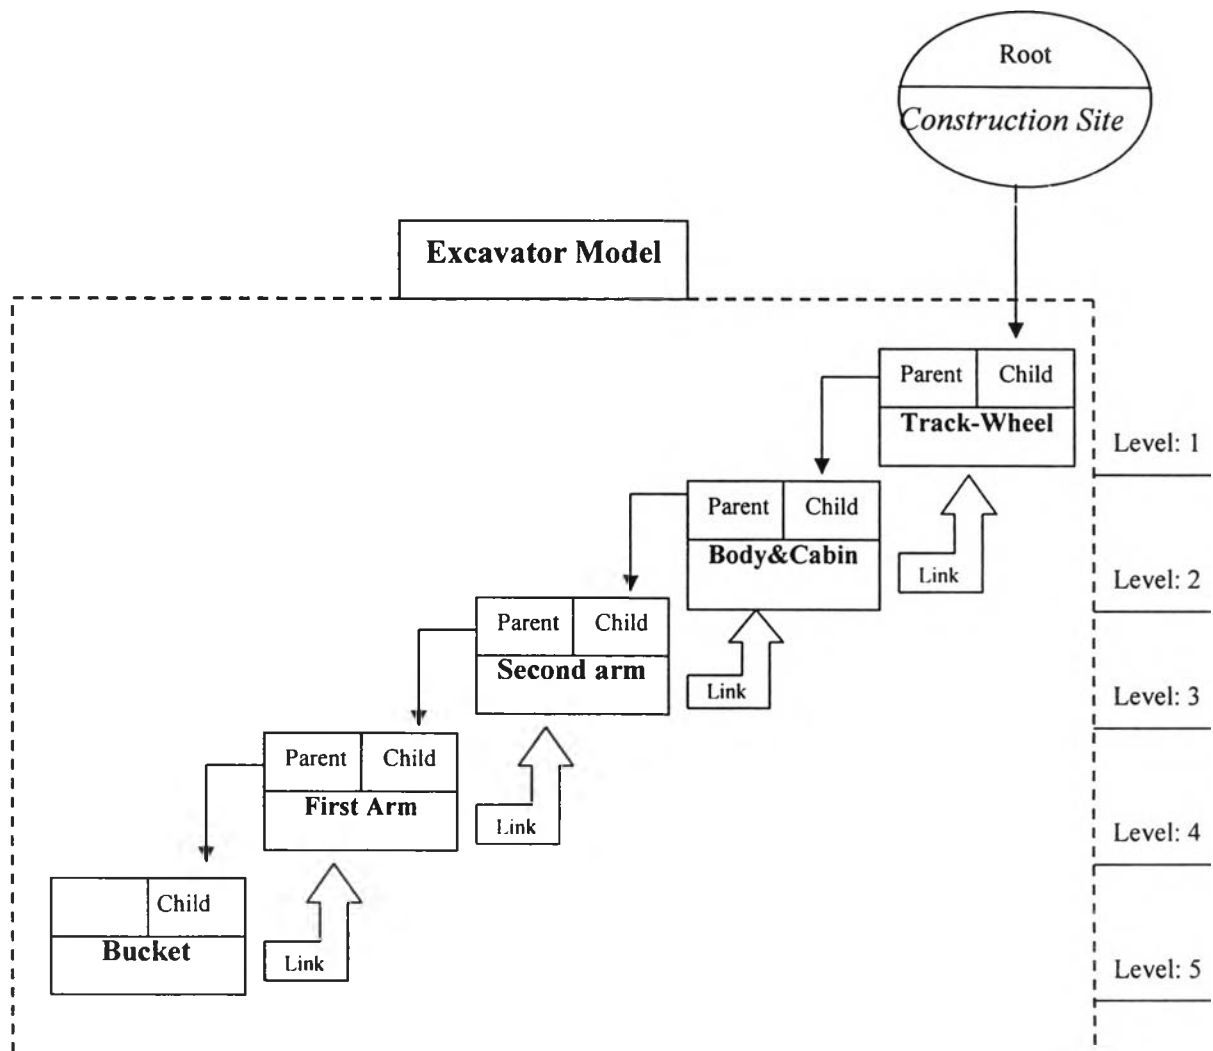 Root
Construction Site
Excavator Model
Parent Child
Track-Wheel
Level: 1
Parent Child
Body&Cabin
Link
Level: 2
Parent Child
Second arm
Link
Level: 3
Parent Child
First Arm
Link
Level: 4
Child
Bucket
Link
Level: 5